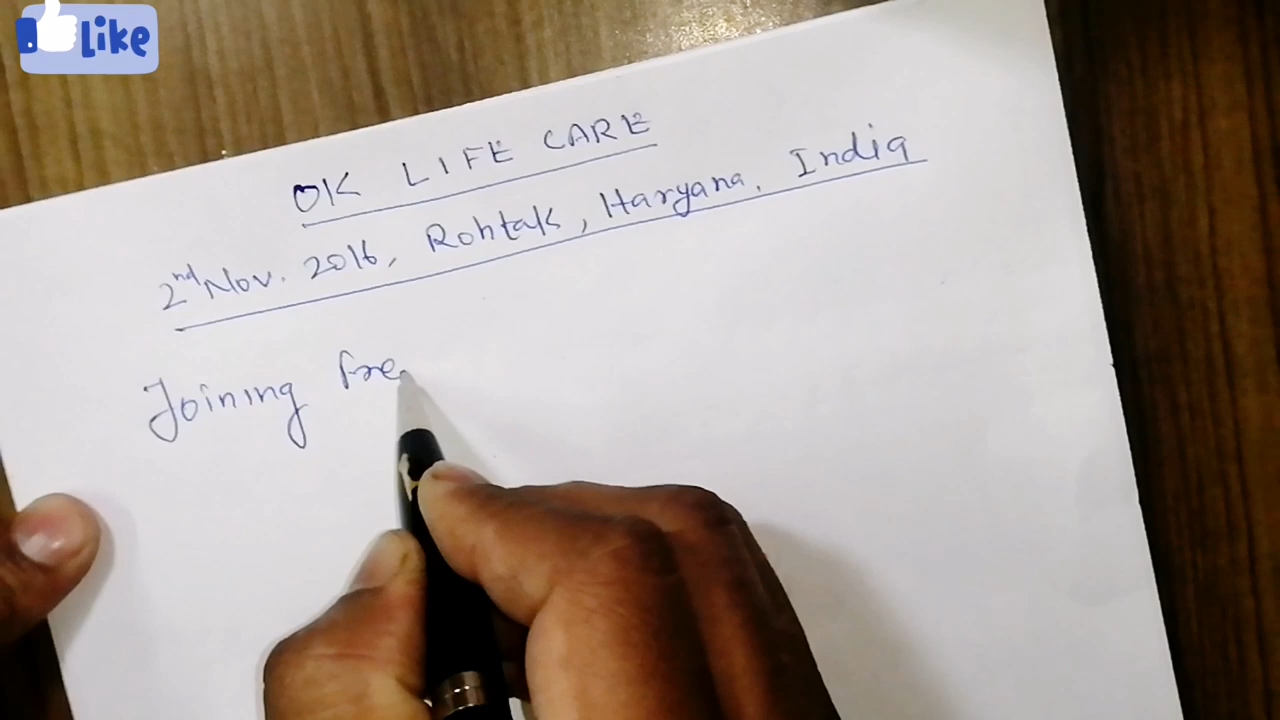 Like
OK LIFE CARE
2nd Nov. 2016, Rohtak, Haryana, India
Joining Fre